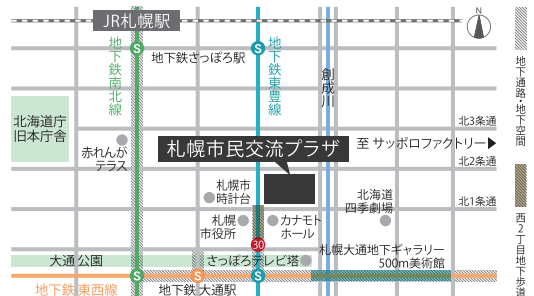 JR札幌駅
N
S
S
地下鉄さっぽろ駅
地下鉄南北線
地下鉄東豊線
創成川
地下通路・地下空間
北海道庁
旧本庁舎
北3条通
赤れんが
テラス
札幌市民交流プラザ
至 サッポロファクトリー
北2条通
札幌市
時計台
北海道
四季劇場
北1条通
西2丁目地下歩道
札幌
市役所
カナモト
ホール
30
札幌大通地下ギャラリー
500m美術館
大通公園
さっぽろテレビ塔
S
S
S
地下鉄東西線
地下鉄 大通駅